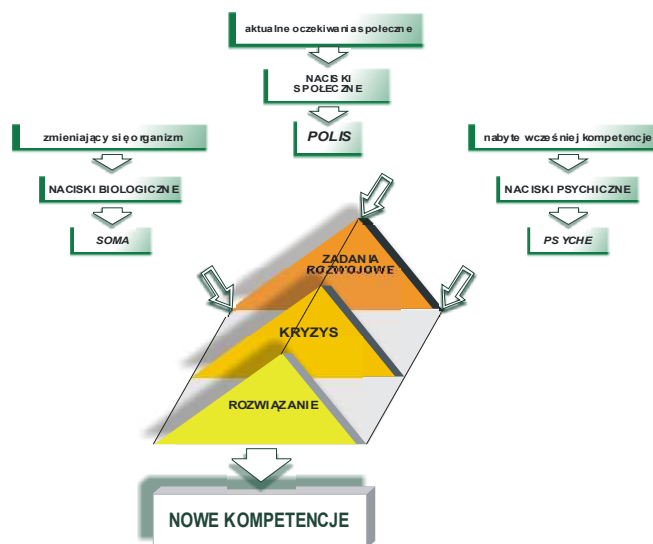 aktualne oczekiwania społeczne
NACISKI
SPOŁECZNE
POLIS
zmieniający się organizm
NACISKI BIOLOGICZNE
SOMA
nabyte wcześniej kompetencje
NACISKI PSYCHICZNE
PSYCHE
ZADANIA
ROZWOJOWE
KRYZYS
ROZWIĄZANIE
NOWE KOMPETENCJE